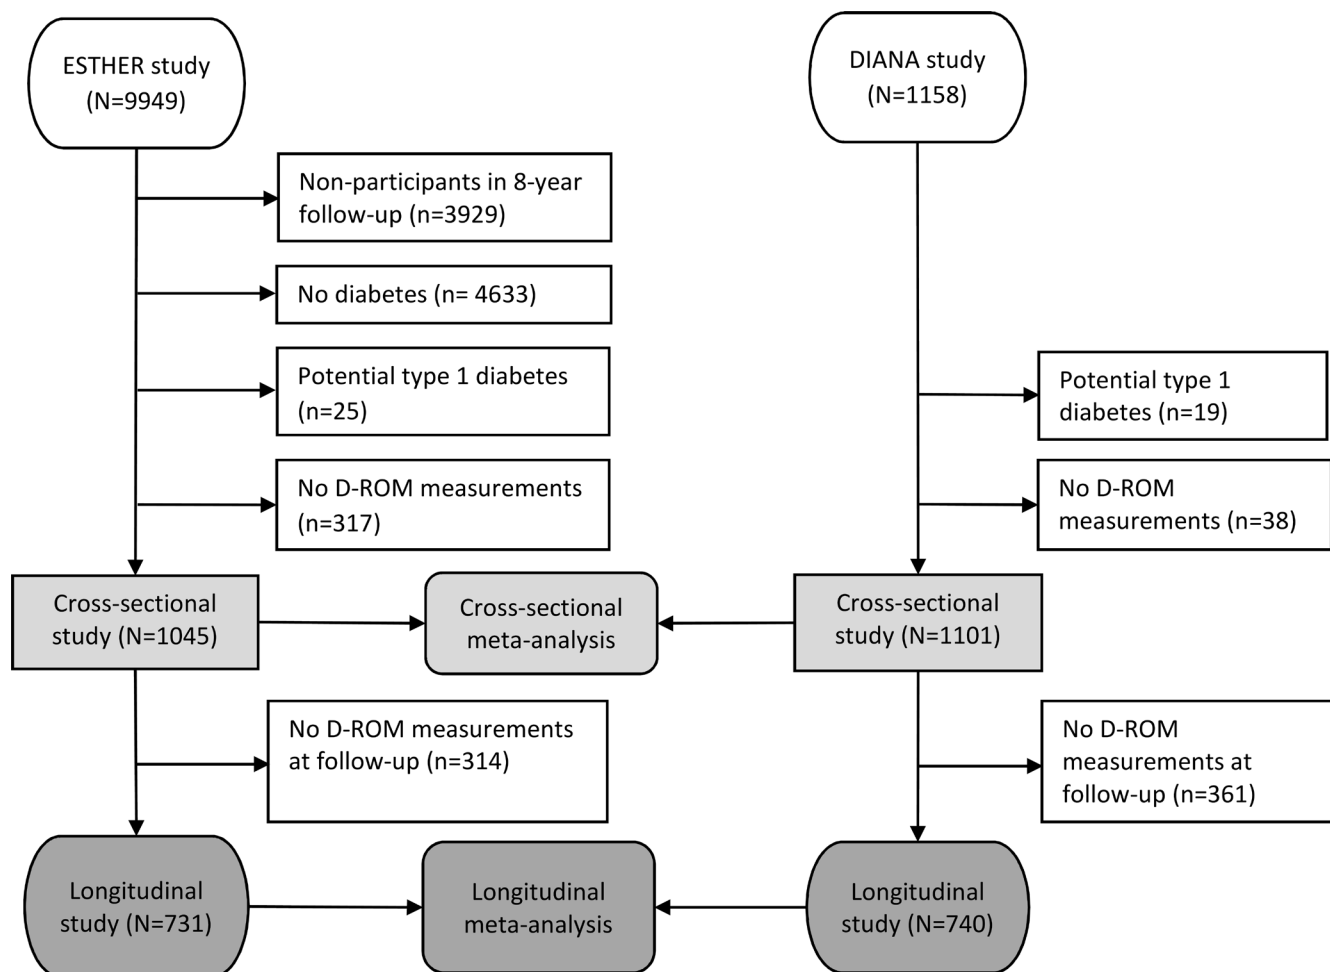 ESTHER study
(N=9949)
DIANA study
(N=1158)
Non-participants in 8-year
follow-up (n=3929)
No diabetes (n= 4633)
Potential type 1 diabetes
(n=25)
Potential type 1
diabetes (n=19)
No D-ROM measurements
(n=317)
No D-ROM
measurements (n=38)
Cross-sectional
study (N=1045)
Cross-sectional
meta-analysis
Cross-sectional
study (N=1101)
No D-ROM measurements
at follow-up (n=314)
No D-ROM
measurements at
follow-up (n=361)
Longitudinal
study (N=731)
Longitudinal
meta-analysis
Longitudinal
study (N=740)